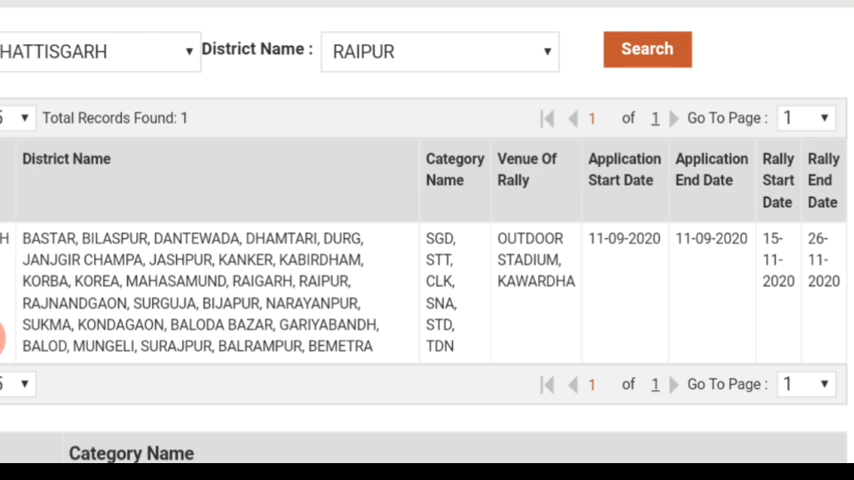 HATTISGARH District Name : RAIPUR Search
5 Total Records Found: 1 1 of 1 Go To Page : 1
District Name Category Name Venue Of Rally Application Start Date Application End Date Rally Start Date Rally End Date
H BASTAR, BILASPUR, DANTEWADA, DHAMTARI, DURG, SGD, OUTDOOR 11-09-2020 11-09-2020 15- 26-
JANJGIR CHAMPA, JASHPUR, KANKER, KABIRDHAM, STT, STADIUM, 11- 11-
KORBA, KOREA, MAHASAMUND, RAIGARH, RAIPUR, CLK, KAWARDHA 2020 2020
RAJNANDGAON, SURGUJA, BIJAPUR, NARAYANPUR, SNA,
SUKMA, KONDAGAON, BALODA BAZAR, GARIYABANDH, STD,
BALOD, MUNGELI, SURAJPUR, BALRAMPUR, BEMETRA TDN
5 1 of 1 Go To Page : 1
Category Name